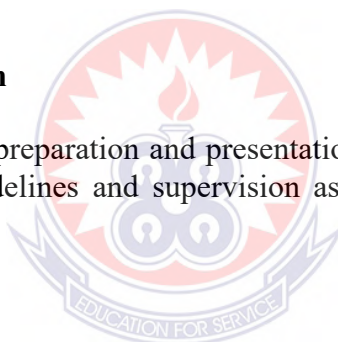 n
preparation and presentatio
delines and supervision as
EDUCATION FOR SERVICE